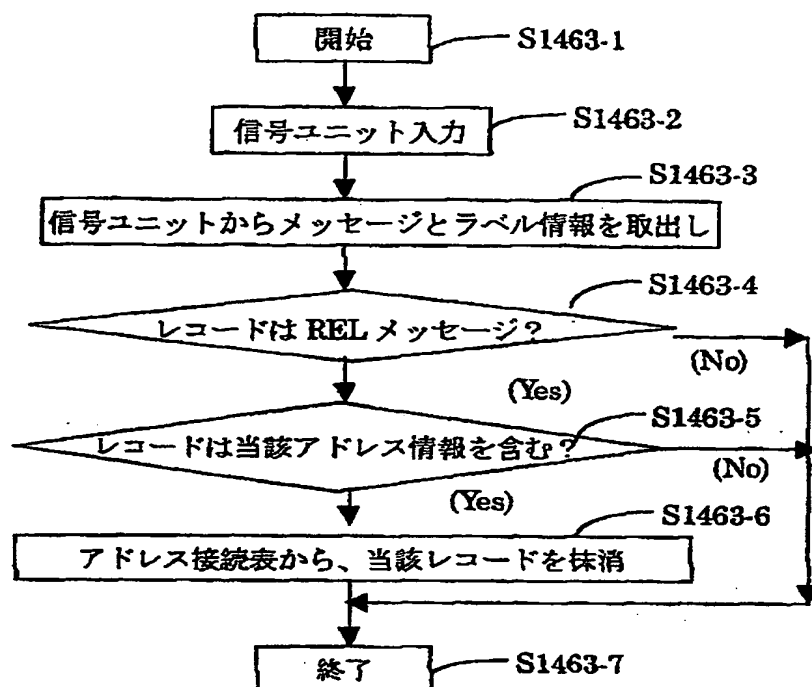 開始
S1463-1
信号ユニット入力
S1463-2
S1463-3
信号ユニットからメッセージとラベル情報を取出し
S1463-4
レコードは REL メッセージ?
(No)
(Yes)
S1463-5
レコードは当該アドレス情報を含む?
(No)
(Yes)
S1463-6
アドレス接続表から、当該レコードを抹消
終了
S1463-7